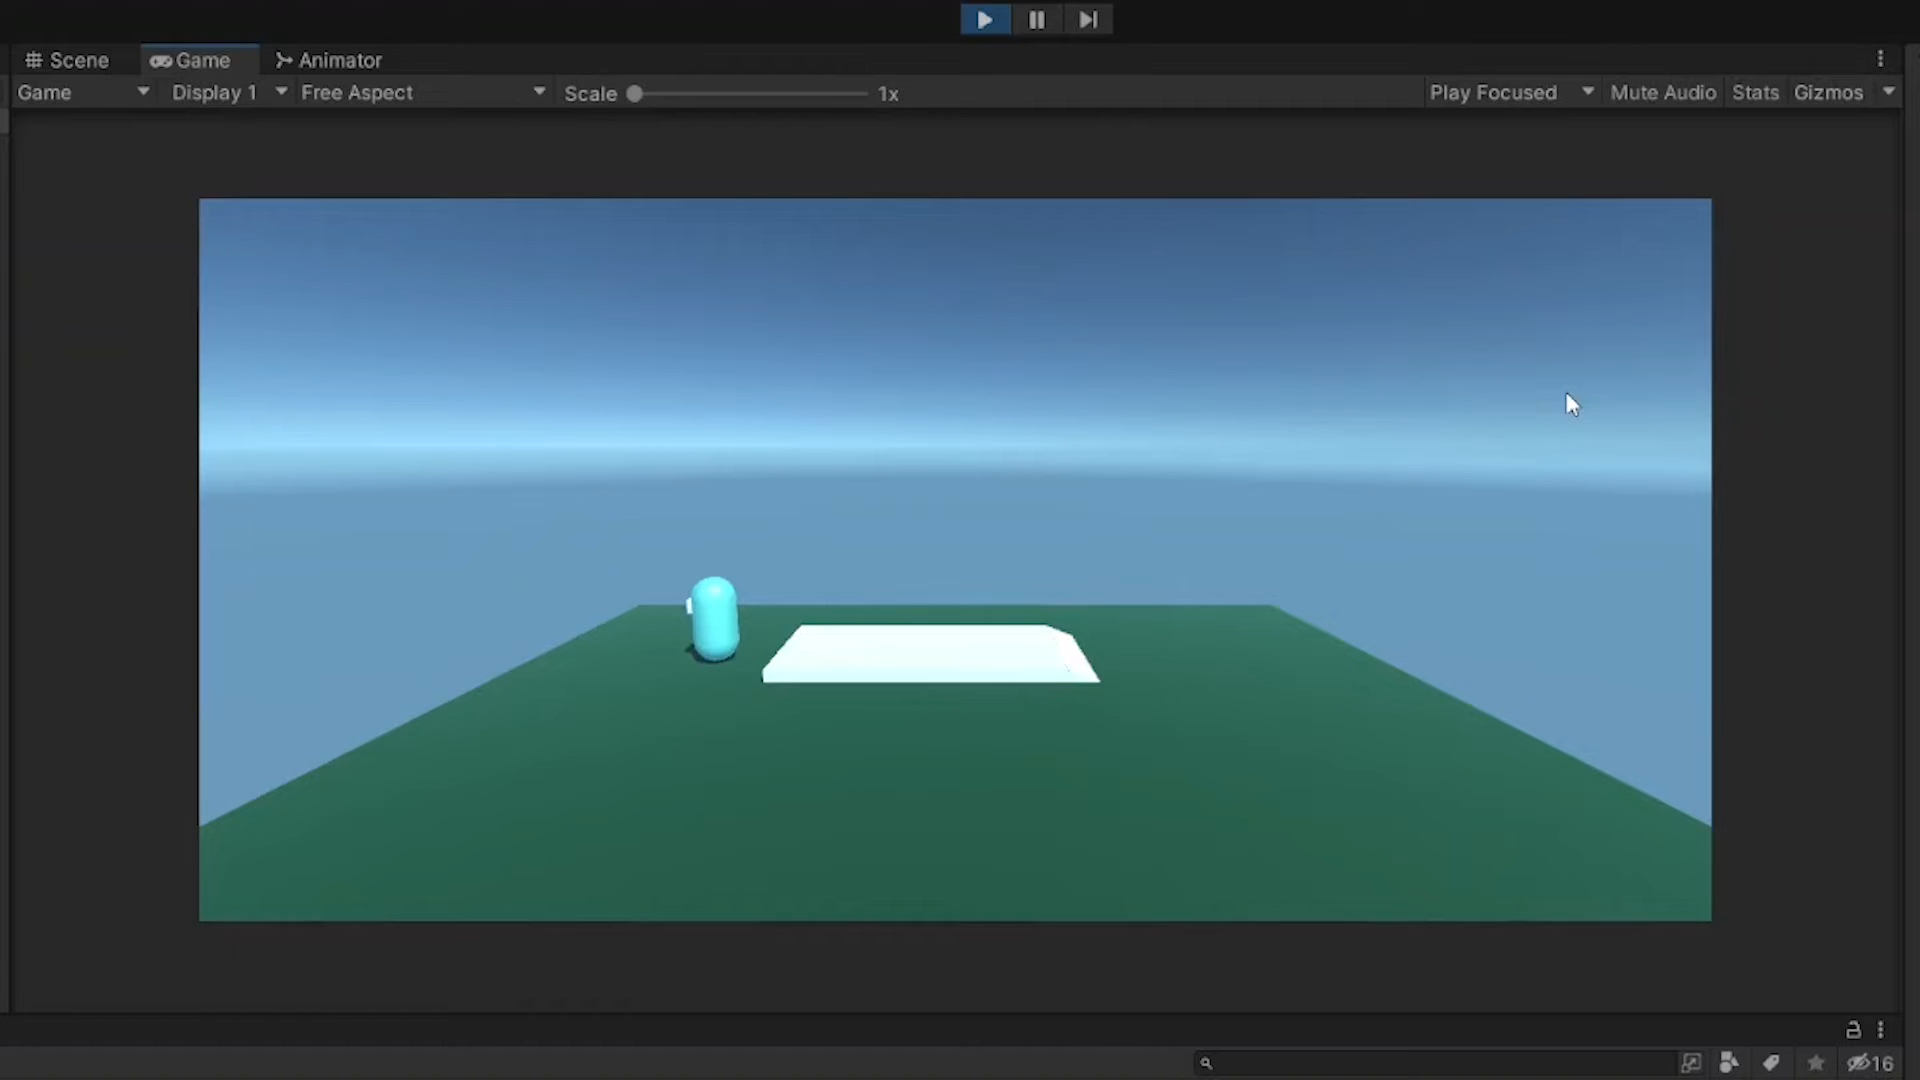 Scene Game Animator
Game Display 1 Free Aspect Scale 1x Play Focused Mute Audio Stats Gizmos
16